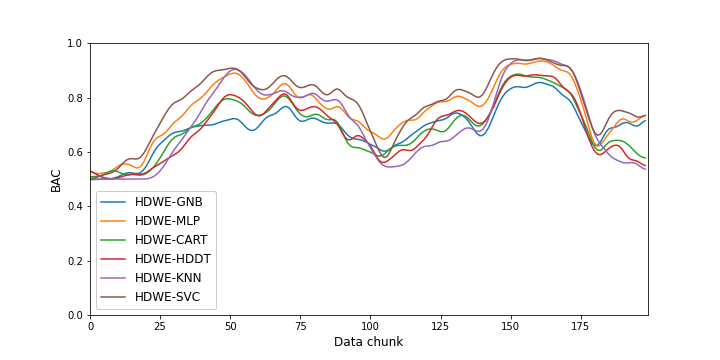 1.0
0.8
0.6
0.4
0.2
0.0
BAC
HDWE-GNB
HDWE-MLP
HDWE-CART
HDWE-HDDT
HDWE-KNN
HDWE-SVC
0 25 50 75 100 125 150 175
Data chunk